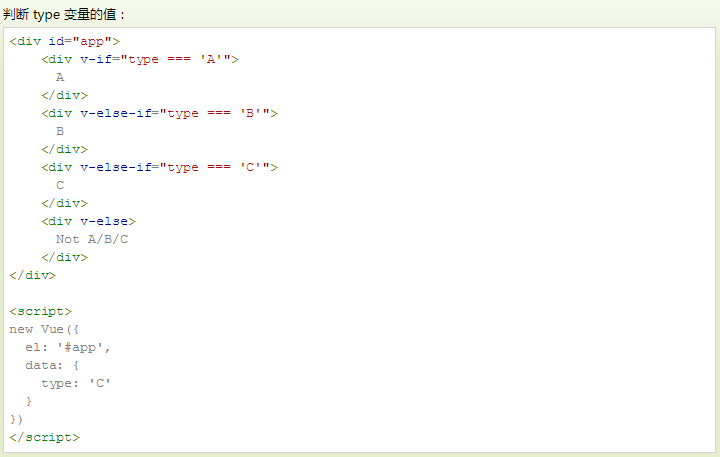 判断 type 变量的值：
<div id="app">
    <div v-if="type === 'A'">
      A
    </div>
    <div v-else-if="type === 'B'">
      B
    </div>
    <div v-else-if="type === 'C'">
      C
    </div>
    <div v-else>
      Not A/B/C
    </div>
</div>

<script>
new Vue({
  el: '#app',
  data: {
    type: 'C'
  }
})
</script>